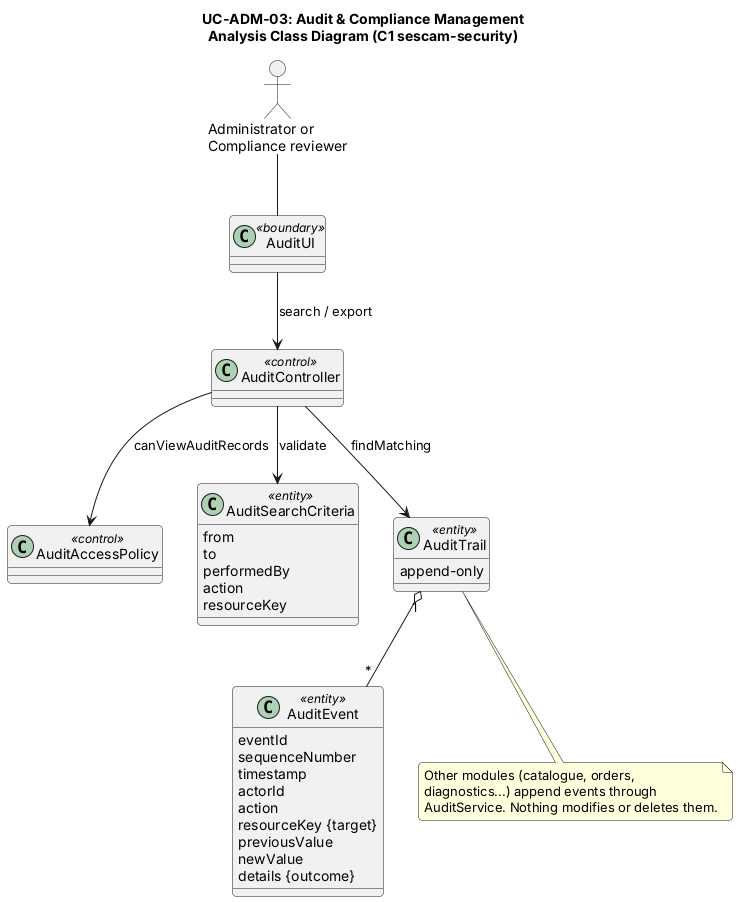 UC-ADM-03: Audit & Compliance Management
Analysis Class Diagram (C1 sescam-security)
Administrator or
Compliance reviewer
C
«boundary»
AuditUI
search / export
C
«control»
AuditController
canViewAuditRecords
validate
findMatching
C
«control»
AuditAccessPolicy
C
«entity»
AuditSearchCriteria
from
to
performedBy
action
resourceKey
C
«entity»
AuditTrail
append-only
1
*
C
«entity»
AuditEvent
eventId
sequenceNumber
timestamp
actorId
action
resourceKey {target}
previousValue
newValue
details {outcome}
Other modules (catalogue, orders,
diagnostics...) append events through
AuditService. Nothing modifies or deletes them.